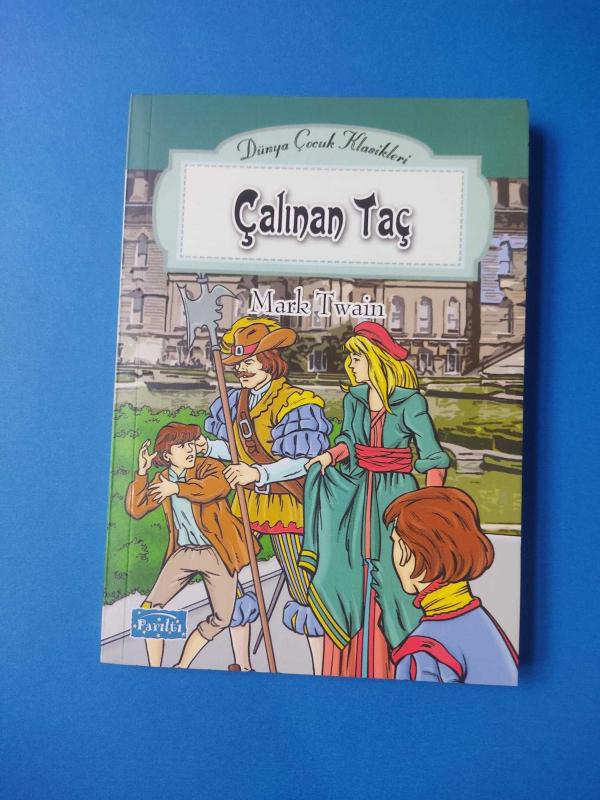 Dünya Çocuk Klasikleri
Çalınan Taç
Mark Twain
Parıltı